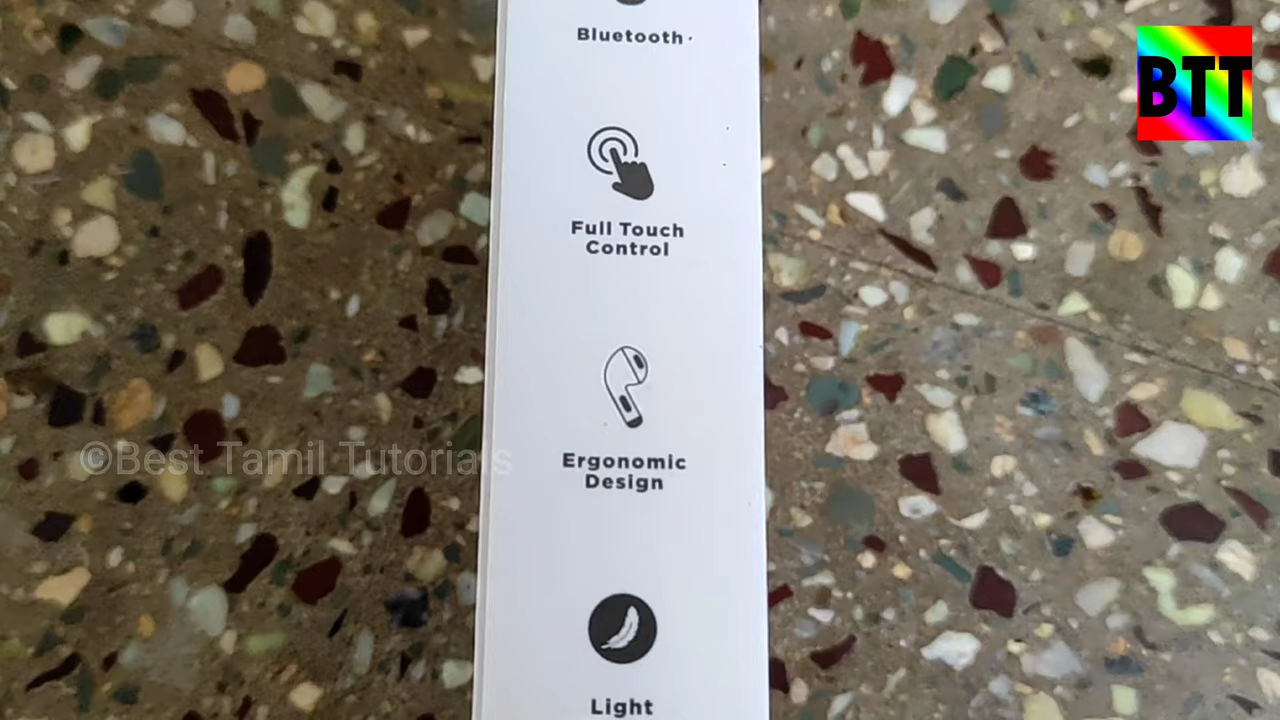 Bluetooth
BTT
Full Touch
Control
©Best Tamil Tutorials
Ergonomic
Design
Light